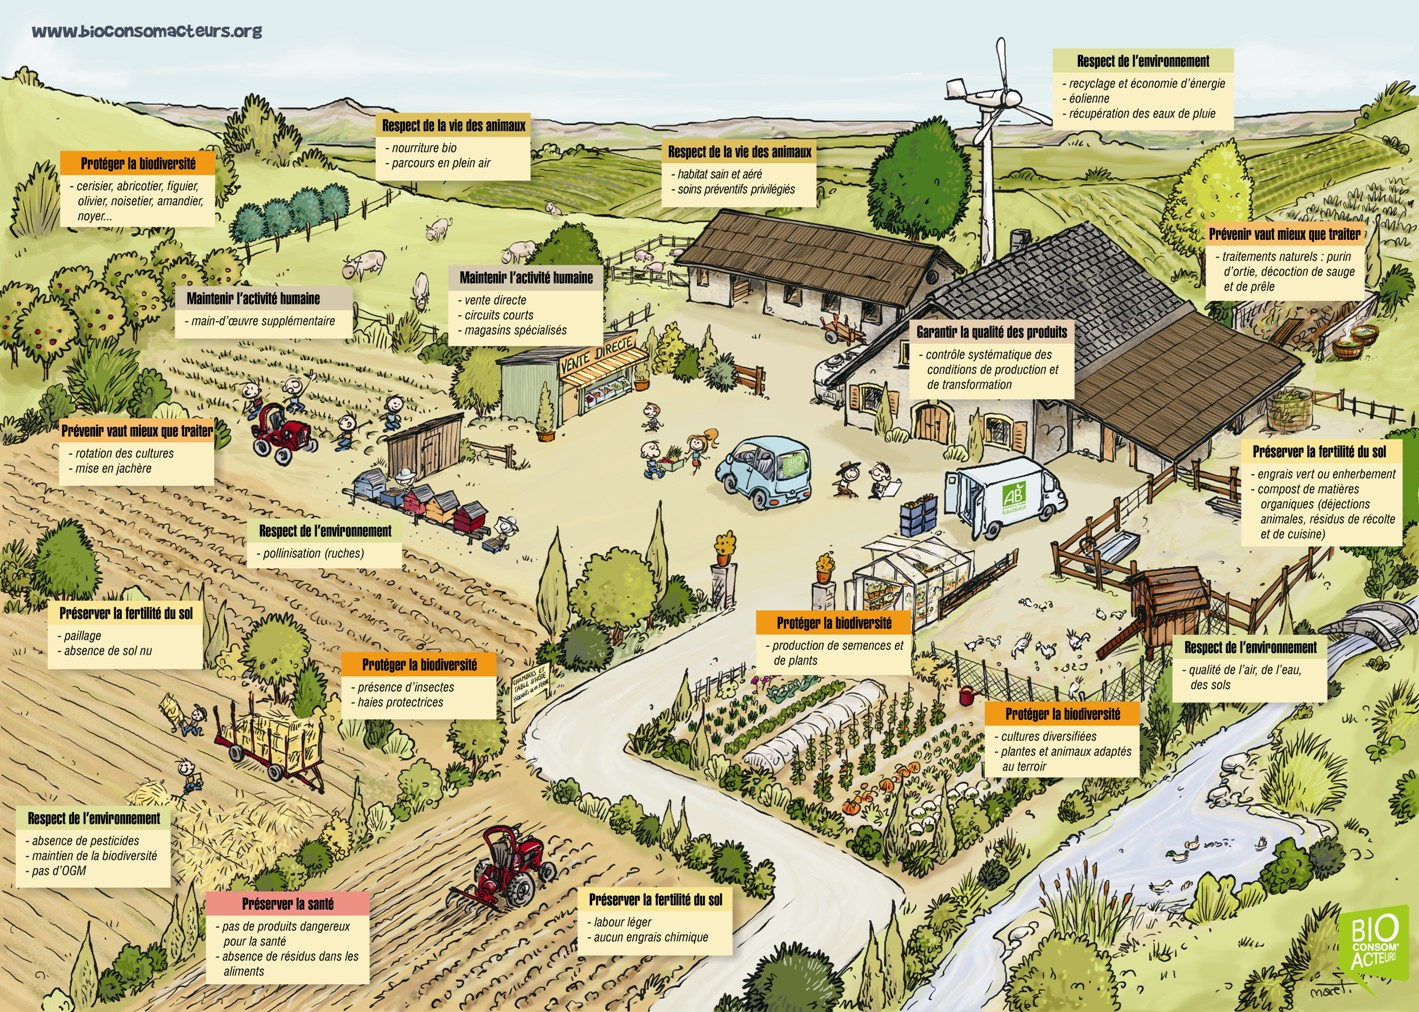 www.bioconsomacteurs.org
Respect de l'environnement
- recyclage et économie d'énergie
- éolienne
- récupération des eaux de pluie
Respect de la vie des animaux
- nourriture bio
- parcours en plein air
Respect de la vie des animaux
- habitat sain et aéré
- soins préventifs privilégiés
Protéger la biodiversité
- cerisier, abricotier, figuier,
olivier, noisetier, amandier,
noyer...
Prévenir vaut mieux que traiter
- traitements naturels : purin
d'ortie, décoction de sauge
et de prêle
Maintenir l'activité humaine
- vente directe
- circuits courts
- magasins spécialisés
Maintenir l'activité humaine
- main-d'œuvre supplémentaire
Garantir la qualité des produits
- contrôle systématique des
conditions de production et
de transformation
VENTE DIRECTE
Prévenir vaut mieux que traiter
- rotation des cultures
- mise en jachère
BIO
AB
Préserver la fertilité du sol
- engrais vert ou enherbement
- compost de matières
organiques (déjections
animales, résidus de récolte
et de cuisine)
Respect de l'environnement
- pollinisation (ruches)
Préserver la fertilité du sol
- paillage
- absence de sol nu
Protéger la biodiversité
- production de semences et
de plants
Respect de l'environnement
- qualité de l'air, de l'eau,
des sols
Protéger la biodiversité
- présence d'insectes
- haies protectrices
CHAMBRES ET
TABLE D'HÔTE
Protéger la biodiversité
- cultures diversifiées
- plantes et animaux adaptés
au terroir
Respect de l'environnement
- absence de pesticides
- maintien de la biodiversité
- pas d'OGM
Préserver la santé
- pas de produits dangereux
pour la santé
- absence de résidus dans les
aliments
Préserver la fertilité du sol
- labour léger
- aucun engrais chimique
BIO
CONSOM'
ACTEURS
moret.